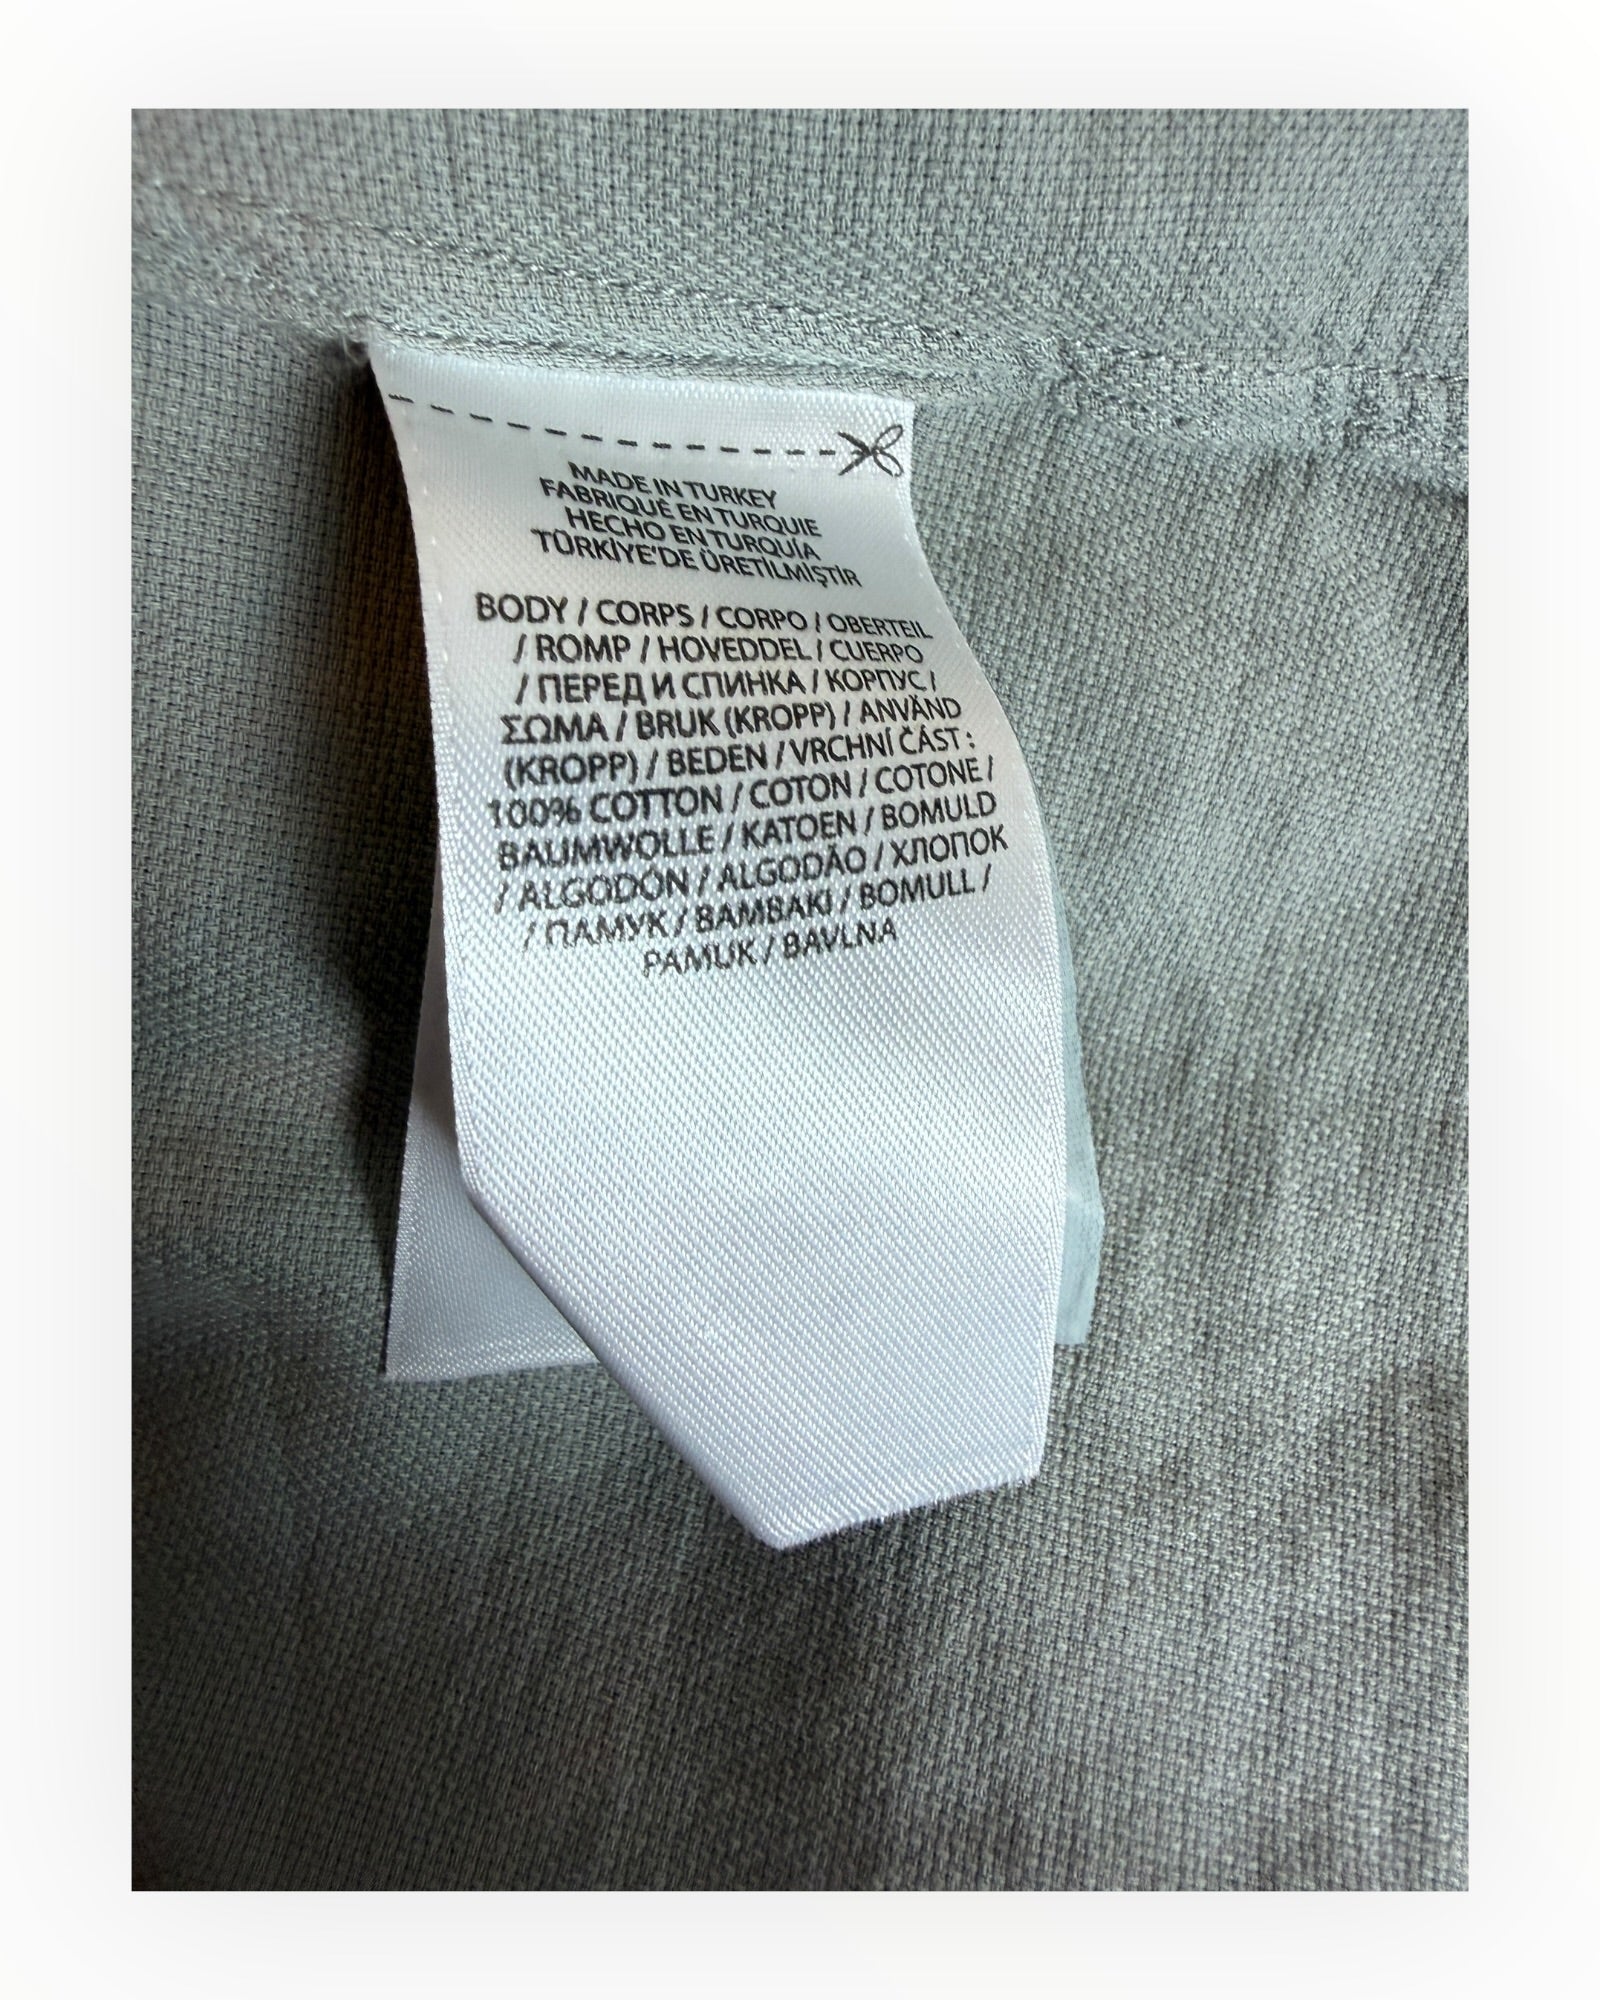 MADE IN TURKEY
FABRIQUÉ EN TURQUIE
HECHO EN TURQUÍA
TÜRKİYE'DE ÜRETİLMİŞTİR
BODY / CORPS / CORPO / OBERTEIL
/ ROMP / HOVEDDEL / CUERPO
/ ПЕРЕД И СПИНКА / КОРПУС /
ΣΩΜΑ / BRUK (KROPP) / ANVÄND
(KROPP) / BEDEN / VRCHNÍ ČÁST :
100% COTTON / COTON / COTONE /
BAUMWOLLE / KATOEN / BOMULD
/ ALGODÓN / ALGODÃO / ХЛОПОК
/ ПАМУК / ΒΑΜΒΑΚΙ / BOMULL /
PAMUK / BAVLNA